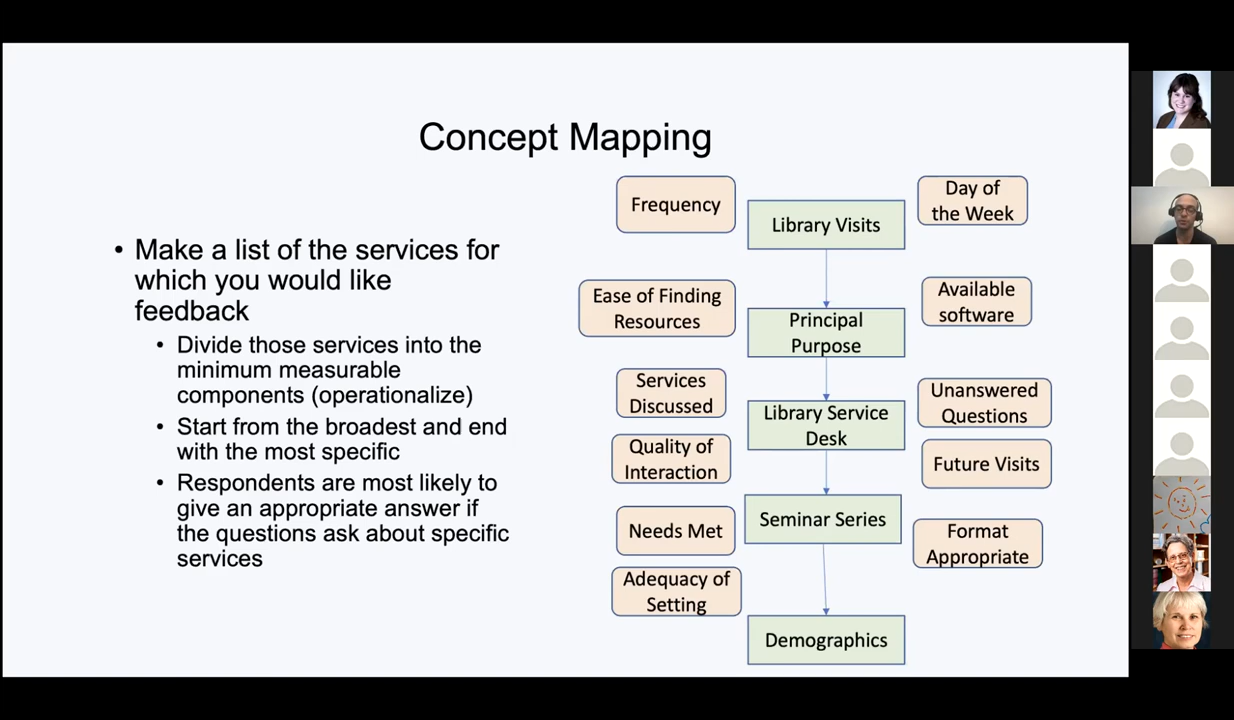 Concept Mapping
• Make a list of the services for
which you would like
feedback
• Divide those services into the
minimum measurable
components (operationalize)
• Start from the broadest and end
with the most specific
• Respondents are most likely to
give an appropriate answer if
the questions ask about specific
services
Frequency
Library Visits
Day of
the Week
Ease of Finding
Resources
Principal
Purpose
Available
software
Services
Discussed
Library Service
Desk
Unanswered
Questions
Quality of
Interaction
Future Visits
Needs Met
Seminar Series
Format
Appropriate
Adequacy of
Setting
Demographics